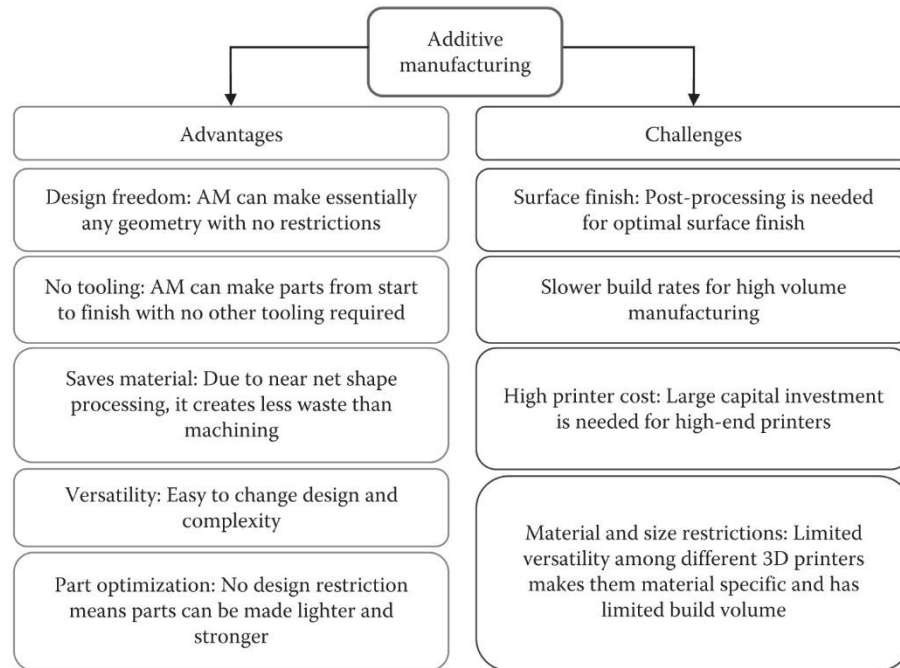 Additive
manufacturing
Advantages
Design freedom: AM can make essentially
any geometry with no restrictions
No tooling: AM can make parts from start
to finish with no other tooling required
Saves material: Due to near net shape
processing, it creates less waste than
machining
Versatility: Easy to change design and
complexity
Part optimization: No design restriction
means parts can be made lighter and
stronger
Challenges
Surface finish: Post-processing is needed
for optimal surface finish
Slower build rates for high volume
manufacturing
High printer cost: Large capital investment
is needed for high-end printers
Material and size restrictions: Limited
versatility among different 3D printers
makes them material specific and has
limited build volume